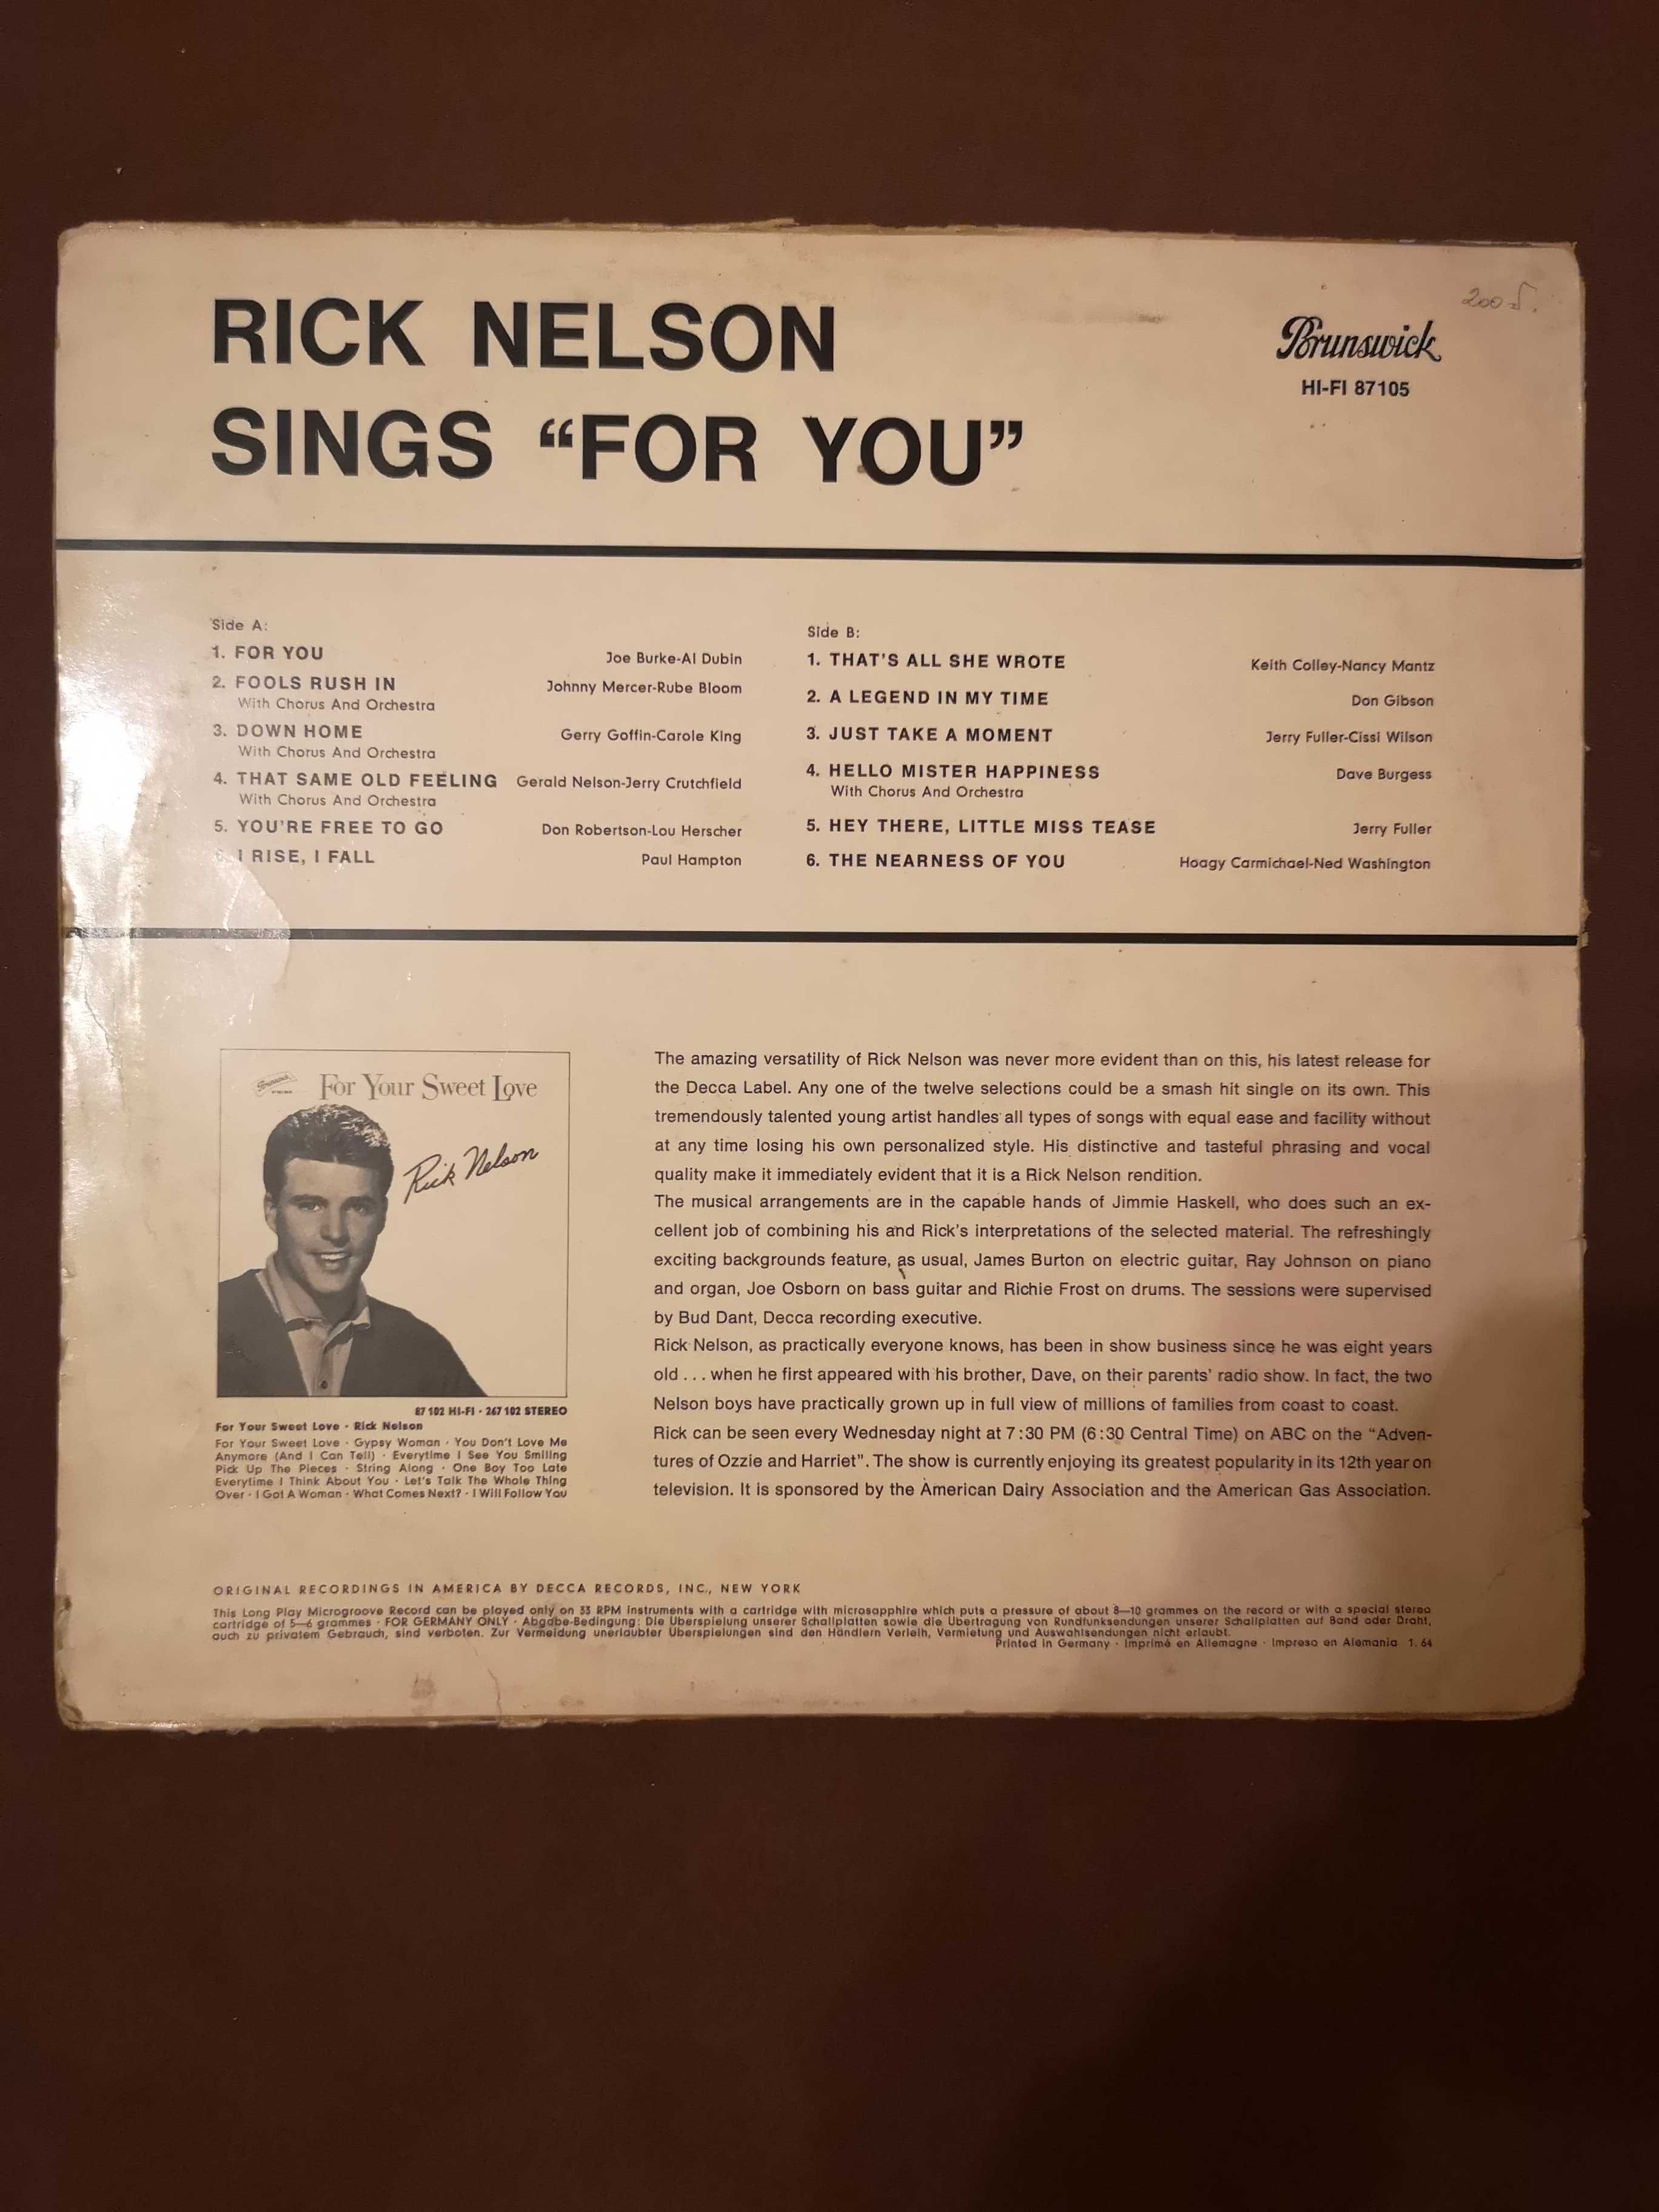 RICK NELSON
SINGS “FOR YOU”
Brunswick
HI-FI 87105
Side A:
1. FOR YOU Joe Burke-Al Dubin
2. FOOLS RUSH IN Johnny Mercer-Rube Bloom
With Chorus And Orchestra
3. DOWN HOME Gerry Goffin-Carole King
With Chorus And Orchestra
4. THAT SAME OLD FEELING Gerald Nelson-Jerry Crutchfield
With Chorus And Orchestra
5. YOU'RE FREE TO GO Don Robertson-Lou Herscher
6. I RISE, I FALL Paul Hampton
Side B:
1. THAT'S ALL SHE WROTE Keith Colley-Nancy Mantz
2. A LEGEND IN MY TIME Don Gibson
3. JUST TAKE A MOMENT Jerry Fuller-Cissi Wilson
4. HELLO MISTER HAPPINESS Dave Burgess
With Chorus And Orchestra
5. HEY THERE, LITTLE MISS TEASE Jerry Fuller
6. THE NEARNESS OF YOU Hoagy Carmichael-Ned Washington
For Your Sweet Love
Rick Nelson
87 102 HI-FI · 267 102 STEREO
For Your Sweet Love · Rick Nelson
For Your Sweet Love · Gypsy Woman · You Don't Love Me
Anymore (And I Can Tell) · Everytime I See You Smiling
Pick Up The Pieces · String Along · One Boy Too Late
Everytime I Think About You · Let's Talk The Whole Thing
Over · I Got A Woman · What Comes Next? · I Will Follow You
The amazing versatility of Rick Nelson was never more evident than on this, his latest release for
the Decca Label. Any one of the twelve selections could be a smash hit single on its own. This
tremendously talented young artist handles all types of songs with equal ease and facility without
at any time losing his own personalized style. His distinctive and tasteful phrasing and vocal
quality make it immediately evident that it is a Rick Nelson rendition.
The musical arrangements are in the capable hands of Jimmie Haskell, who does such an ex-
cellent job of combining his and Rick's interpretations of the selected material. The refreshingly
exciting backgrounds feature, as usual, James Burton on electric guitar, Ray Johnson on piano
and organ, Joe Osborn on bass guitar and Richie Frost on drums. The sessions were supervised
by Bud Dant, Decca recording executive.
Rick Nelson, as practically everyone knows, has been in show business since he was eight years
old ... when he first appeared with his brother, Dave, on their parents' radio show. In fact, the two
Nelson boys have practically grown up in full view of millions of families from coast to coast.
Rick can be seen every Wednesday night at 7:30 PM (6:30 Central Time) on ABC on the “Adven-
tures of Ozzie and Harriet”. The show is currently enjoying its greatest popularity in its 12th year on
television. It is sponsored by the American Dairy Association and the American Gas Association.
ORIGINAL RECORDINGS IN AMERICA BY DECCA RECORDS, INC., NEW YORK
This Long Play Microgroove Record can be played only on 33 RPM Instruments with a cartridge with microsapphire which puts a pressure of about 8—10 grammes on the record or with a special stereo
cartridge of 5—6 grammes · FOR GERMANY ONLY · Abgabe-Bedingung: Die Überspielung unserer Schallplatten sowie die Übertragung von Rundfunksendungen unserer Schallplatten auf Band oder Draht,
auch zu privatem Gebrauch, sind verboten. Zur Vermeidung unerlaubter Überspielungen sind den Händlern Verleih, Vermietung und Auswahlsendungen nicht erlaubt.
Printed in Germany · Imprimé en Allemagne · Impreso en Alemania 1. 64